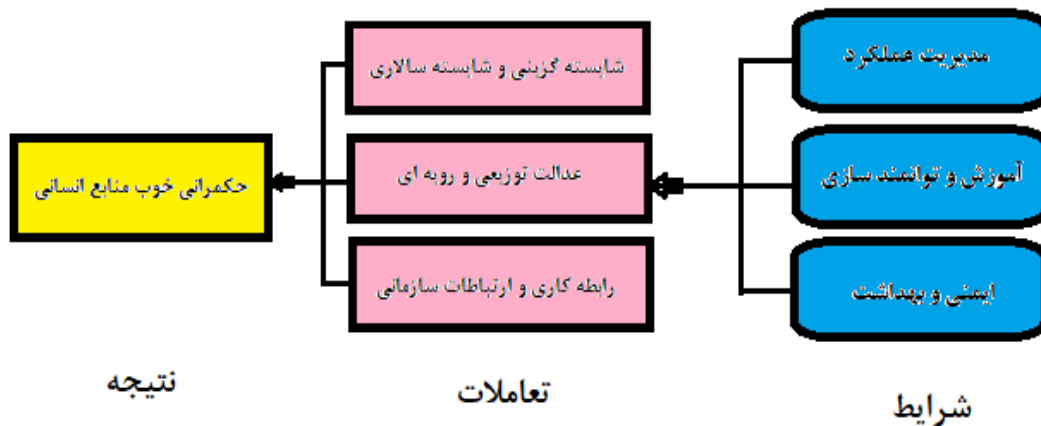 مدیریت عملکرد
آموزش و توانمند سازی
ایمنی و بهداشت
شرایط
شایسته گزینی و شایسته سالاری
عدالت توزیعی و رویه ای
رابطه کاری و ارتباطات سازمانی
تعاملات
حکمرانی خوب منابع انسانی
نتیجه